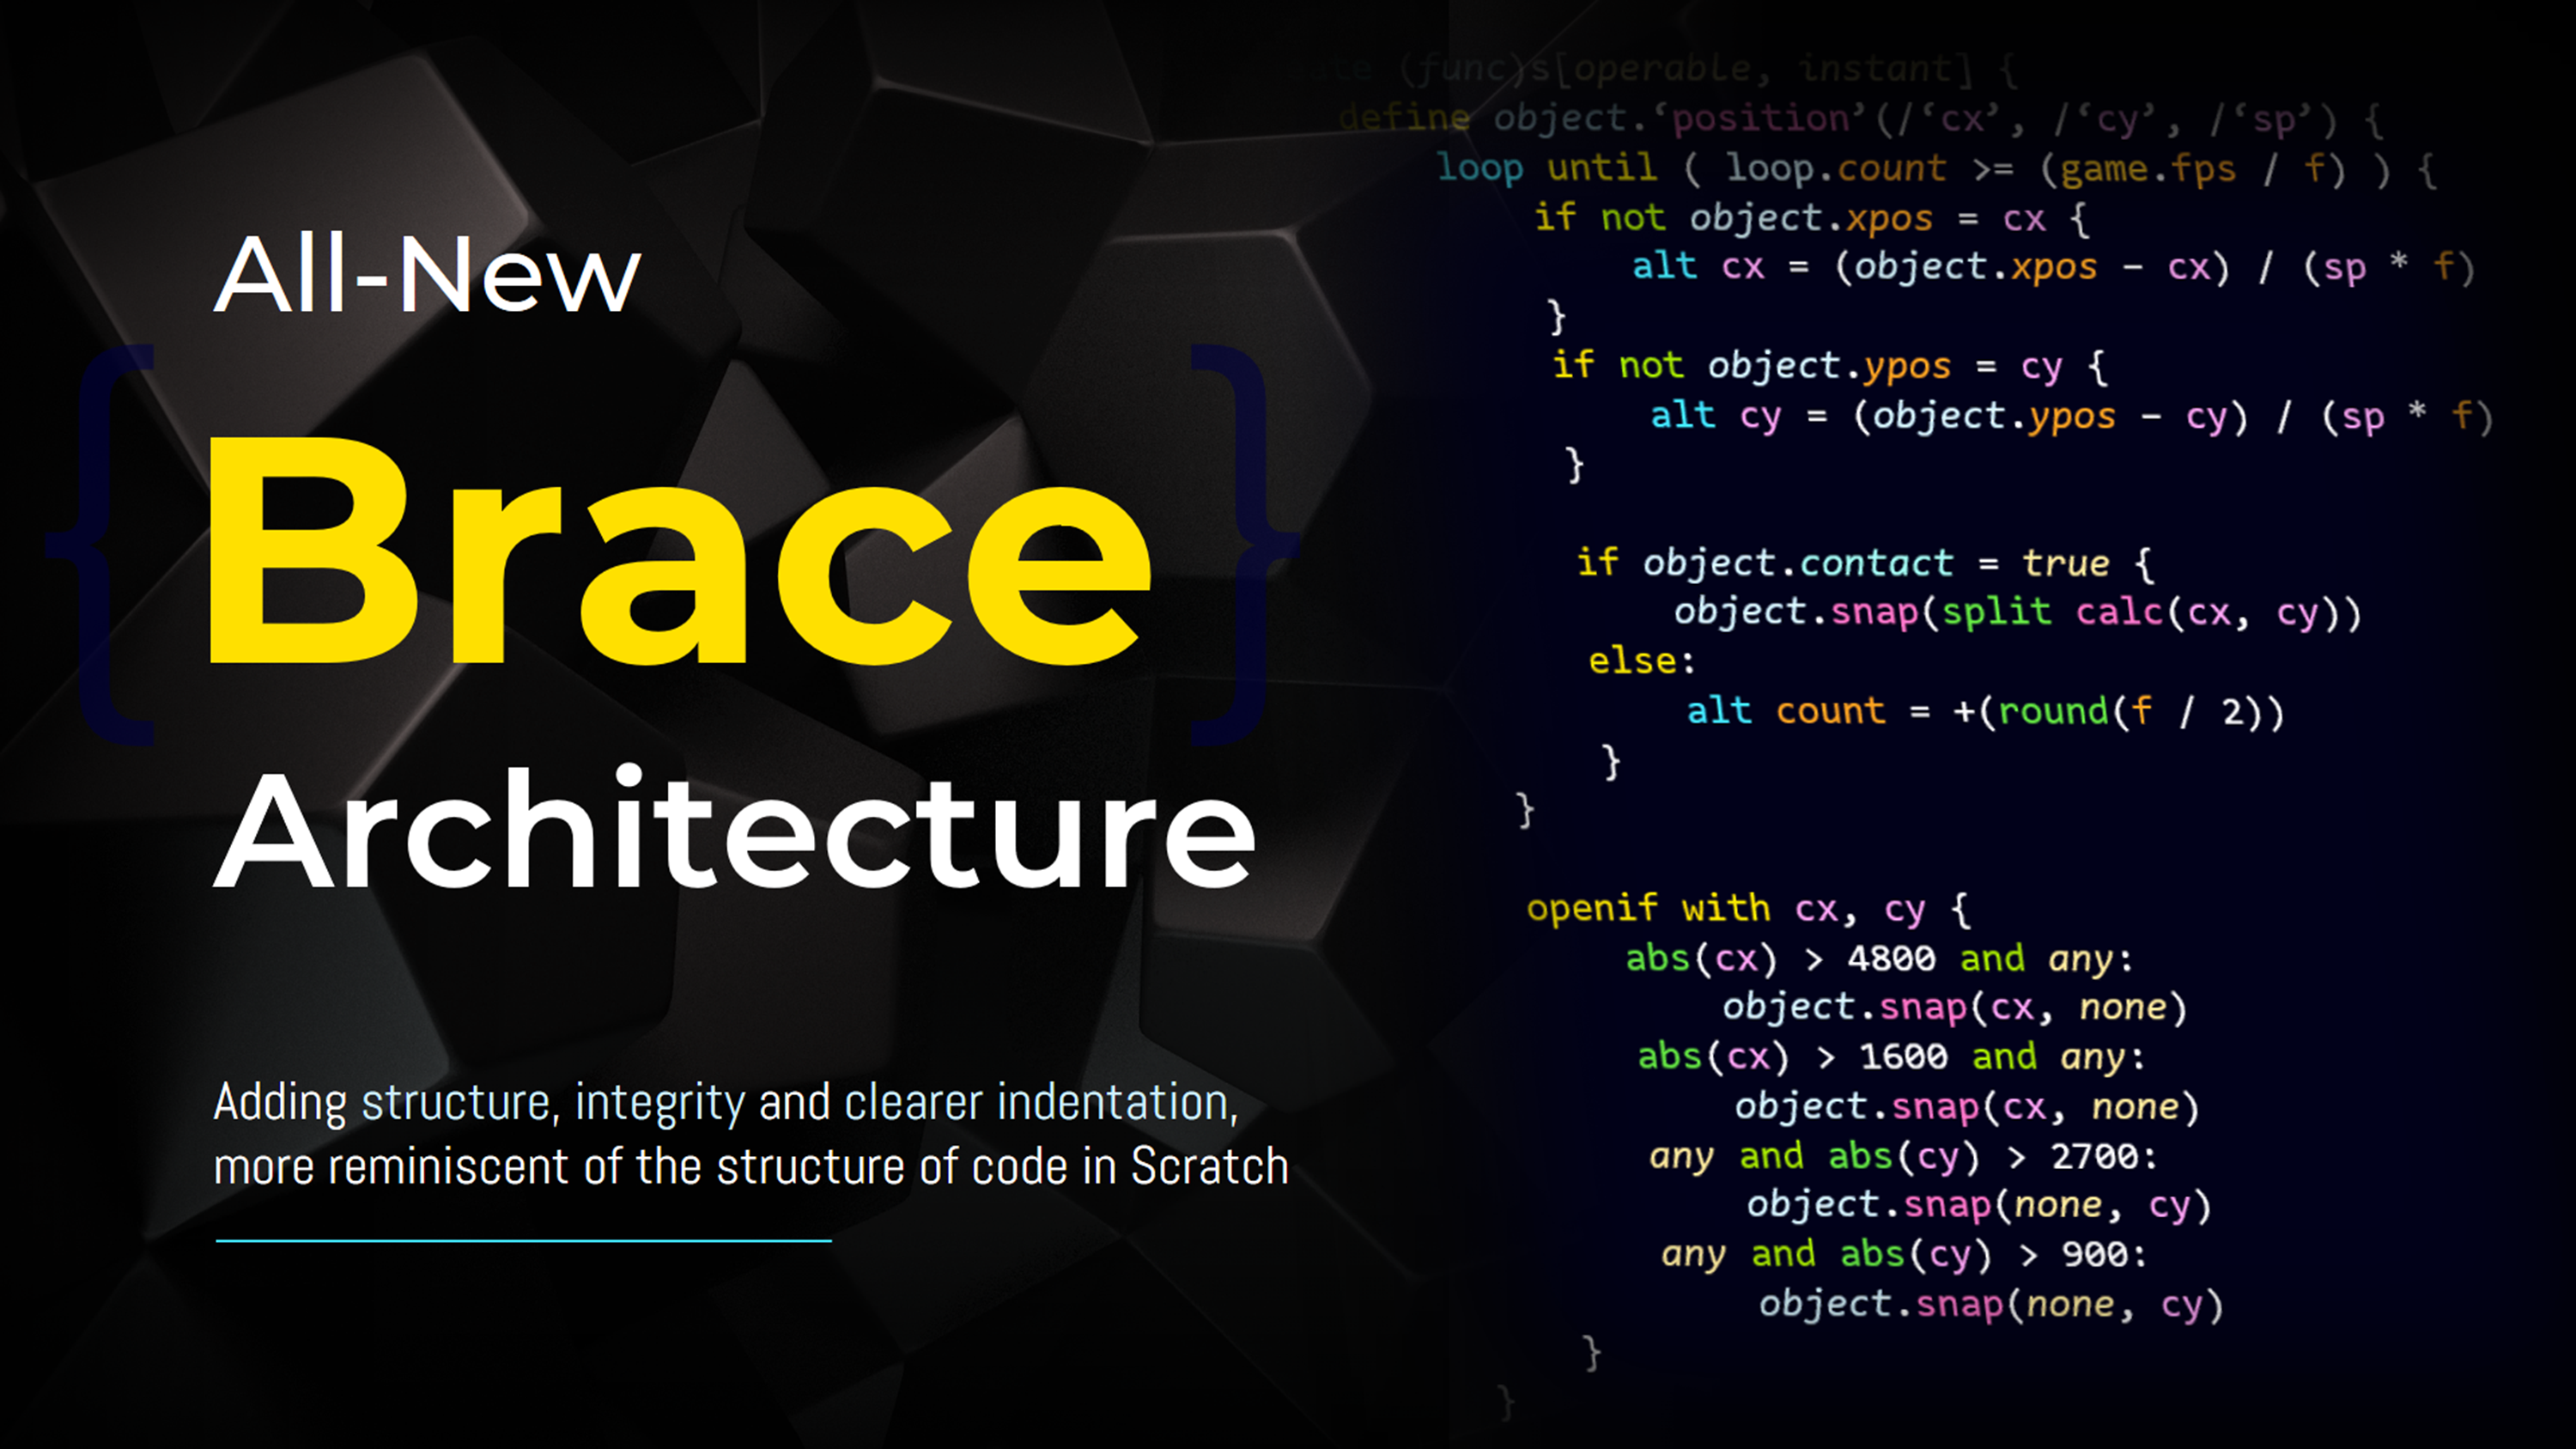 All-New
{ Brace }
Architecture
Adding structure, integrity and clearer indentation,
more reminiscent of the structure of code in Scratch
(func)s[operable, instant] {
define object.‘position’(/‘cx’, /‘cy’, /‘sp’) {
loop until ( loop.count >= (game.fps / f) ) {
if not object.xpos = cx {
alt cx = (object.xpos - cx) / (sp * f)
}
if not object.ypos = cy {
alt cy = (object.ypos - cy) / (sp * f)
}
if object.contact = true {
object.snap(split calc(cx, cy))
else:
alt count = +(round(f / 2))
}
}
openif with cx, cy {
abs(cx) > 4800 and any:
object.snap(cx, none)
abs(cx) > 1600 and any:
object.snap(cx, none)
any and abs(cy) > 2700:
object.snap(none, cy)
any and abs(cy) > 900:
object.snap(none, cy)
}
}